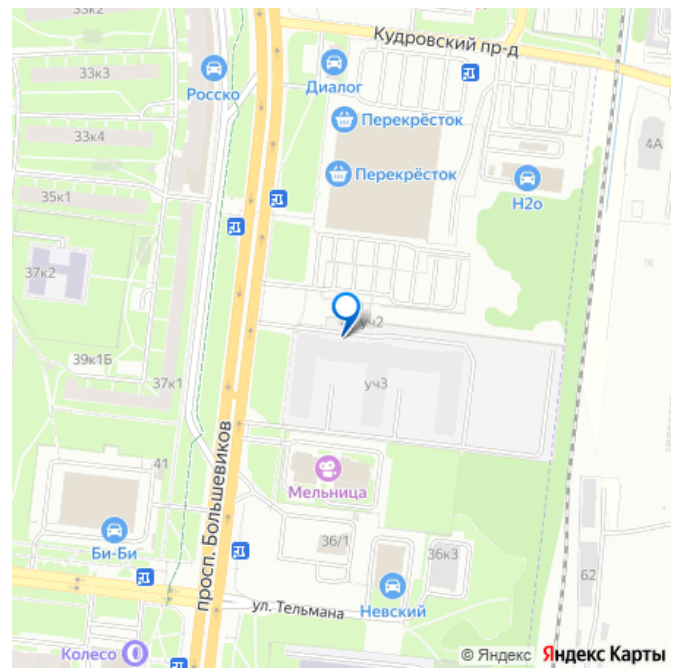 33к2
Кудровский пр-д
33к3
Росско
Диалог
Перекрёсток
33к4
4А
Перекрёсток
35к1
Н2о
37к2
уч2
39к1Б
37к1
уч3
просп. Большевиков
41
Мельница
Би-Би
36/1
36к3
62
ул. Тельмана
Невский
Колесо
© Яндекс Яндекс Карты